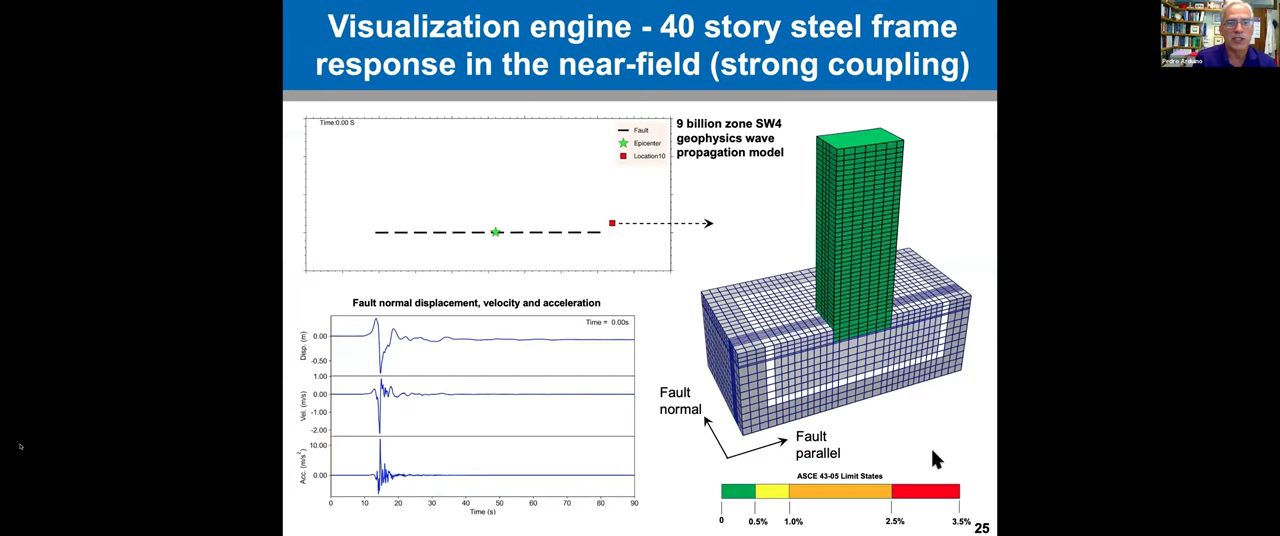 Visualization engine - 40 story steel frame
response in the near-field (strong coupling)
Pedro Arduino
Time:0.00 S
Fault
Epicenter
Location10
9 billion zone SW4
geophysics wave
propagation model
Fault normal displacement, velocity and acceleration
Time = 0.00s
Disp. (m)
0.00
-0.50
1.00
Vel. (m/s)
0.00
-1.00
-2.00
Acc. (m/s²)
10.00
0.00
0 10 20 30 40 50 60 70 80 90
Time (s)
Fault
normal
Fault
parallel
ASCE 43-05 Limit States
0 0.5% 1.0% 2.5% 3.5%
25